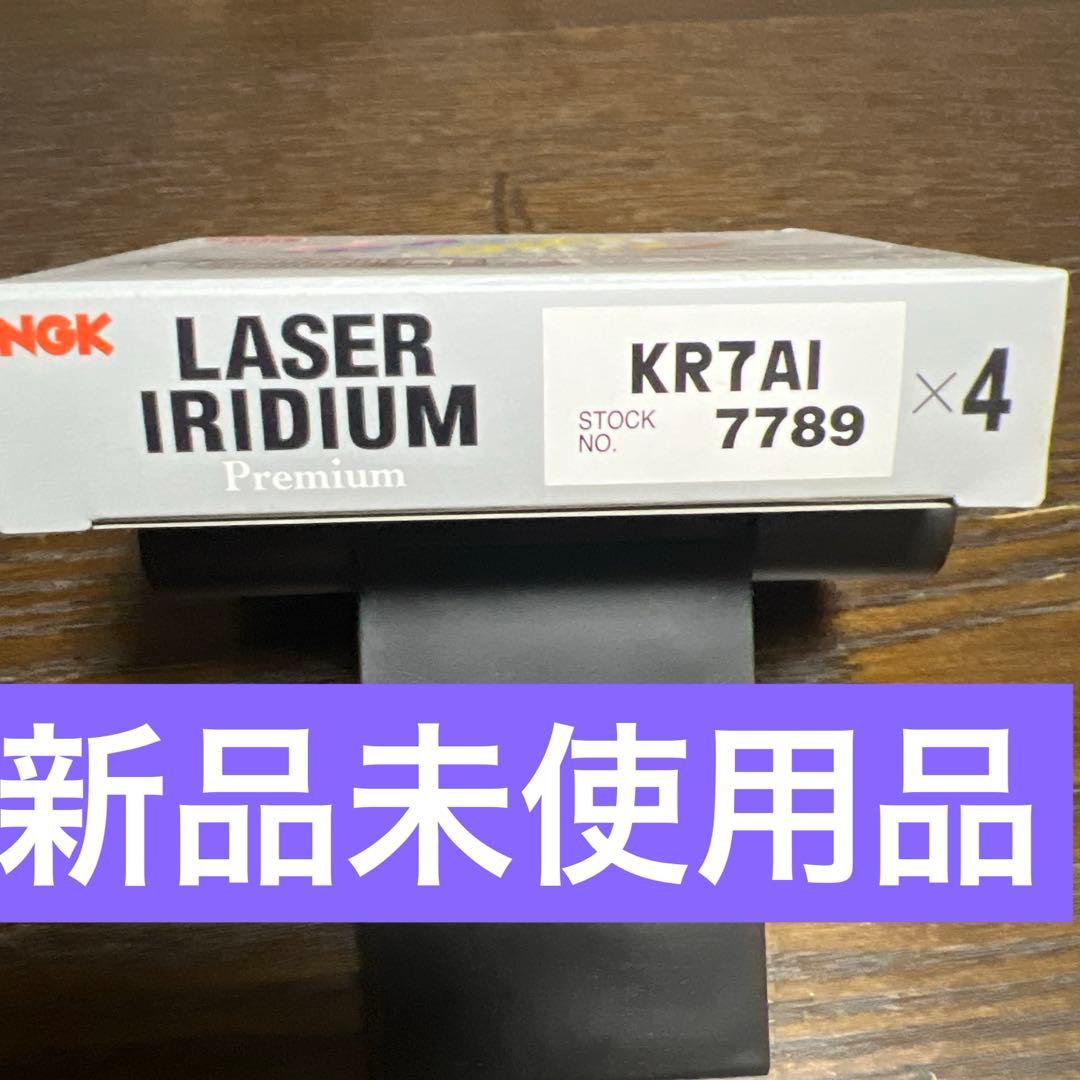 NGK
LASER
IRIDIUM
Premium
KR7AI
STOCK
NO.
7789
×4
新品未使用品